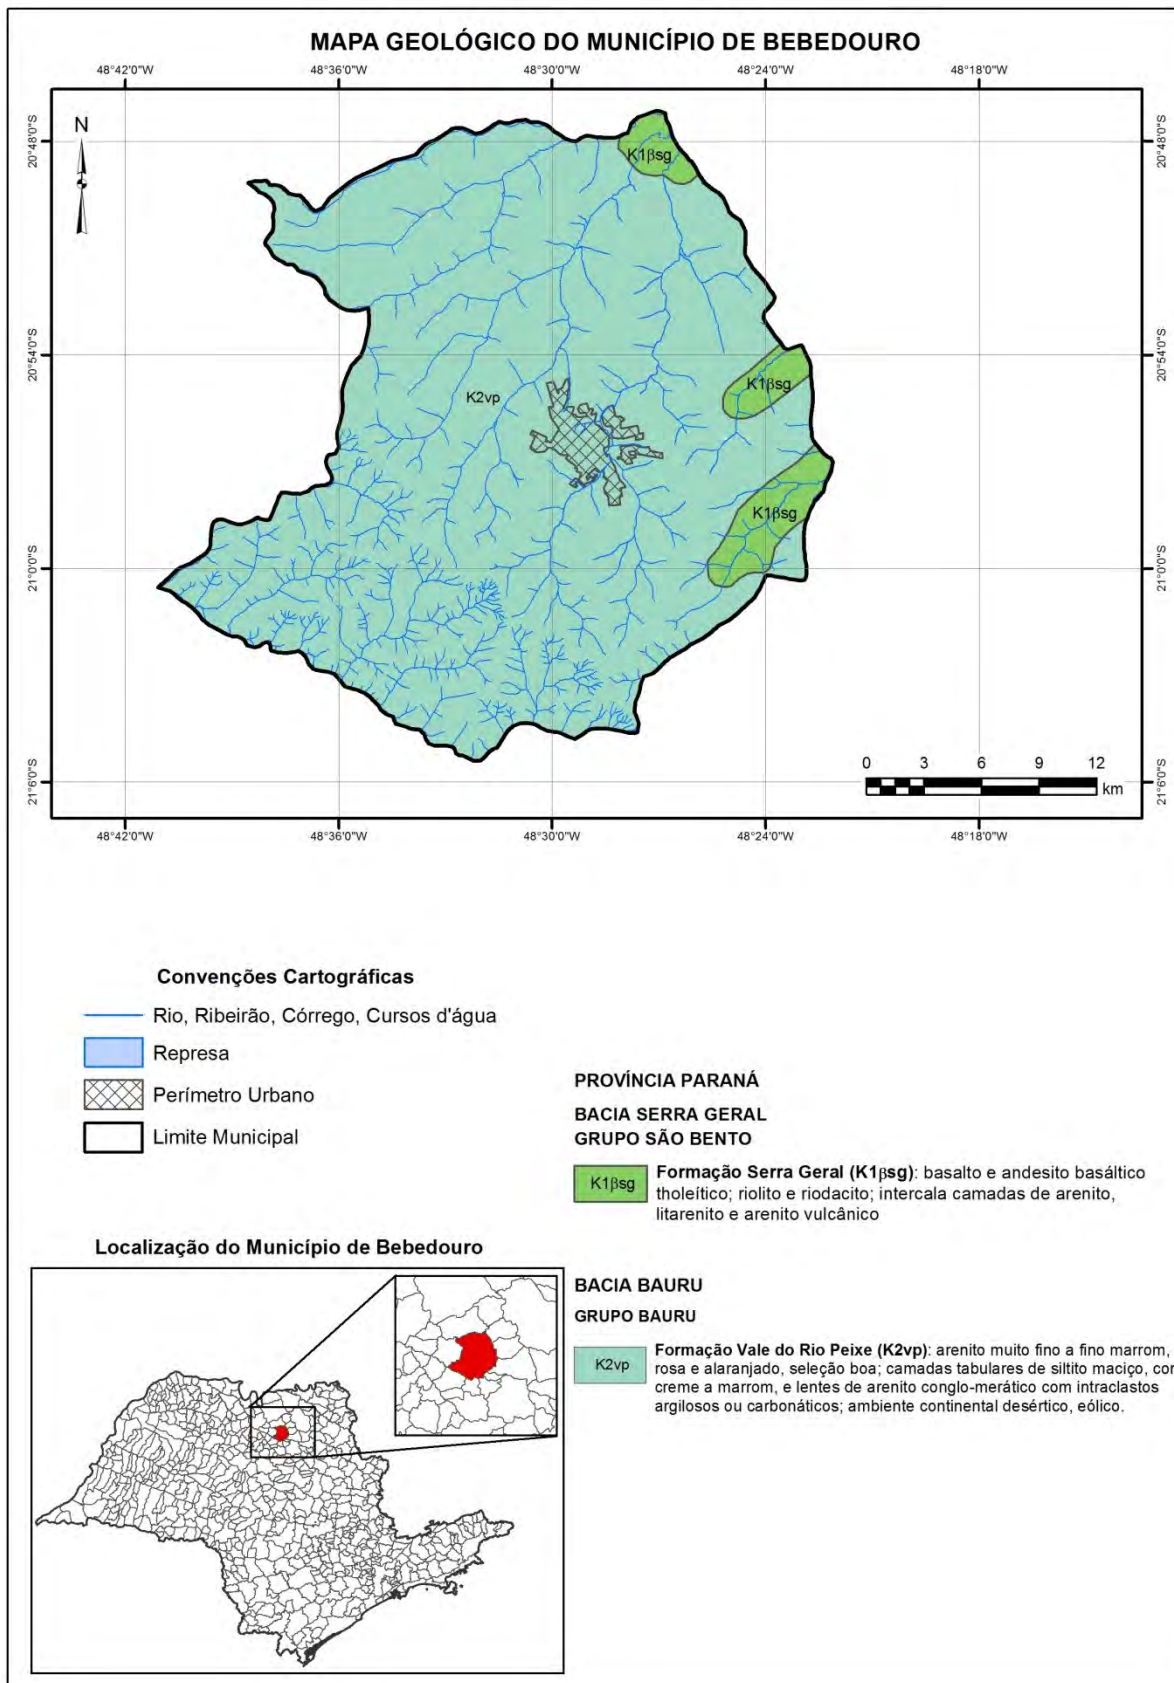 MAPA GEOLÓGICO DO MUNICÍPIO DE BEBEDOURO
48°42'0"W 48°36'0"W 48°30'0"W 48°24'0"W 48°18'0"W
20°48'0"S 20°48'0"S
N
K1βsg
20°54'0"S 20°54'0"S
K1βsg
K2vp
K1βsg
21°0'0"S 21°0'0"S
0 3 6 9 12
km
21°6'0"S 21°6'0"S
48°42'0"W 48°36'0"W 48°30'0"W 48°24'0"W 48°18'0"W
Convenções Cartográficas
Rio, Ribeirão, Córrego, Cursos d'água
Represa
Perímetro Urbano
Limite Municipal
PROVÍNCIA PARANÁ
BACIA SERRA GERAL
GRUPO SÃO BENTO
K1βsg
Formação Serra Geral (K1βsg): basalto e andesito basáltico
tholeítico; riolito e riodacito; intercala camadas de arenito,
litarenito e arenito vulcânico
Localização do Município de Bebedouro
BACIA BAURU
GRUPO BAURU
K2vp
Formação Vale do Rio Peixe (K2vp): arenito muito fino a fino marrom,
rosa e alaranjado, seleção boa; camadas tabulares de siltito maciço, cor
creme a marrom, e lentes de arenito conglo-merático com intraclastos
argilosos ou carbonáticos; ambiente continental desértico, eólico.